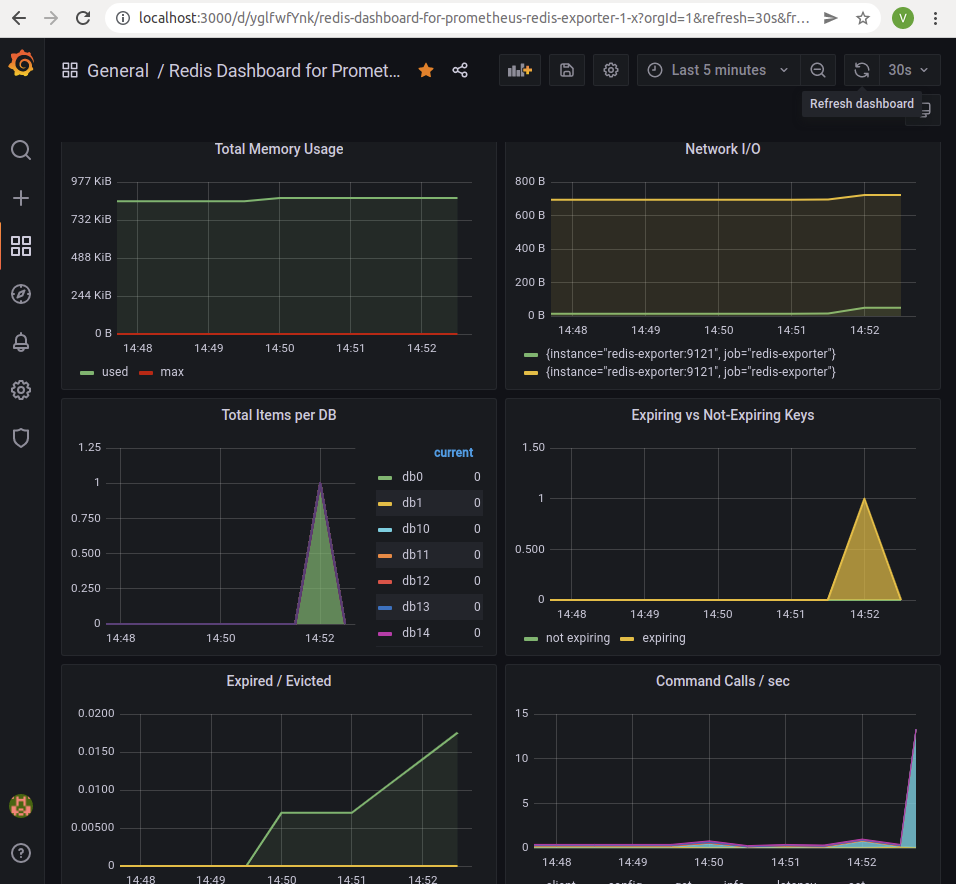 localhost:3000/d/yglfwfYnk/redis-dashboard-for-prometheus-redis-exporter-1-x?orgId=1&refresh=30s&fr...
V
General / Redis Dashboard for Promet...
Last 5 minutes
30s
Refresh dashboard
Total Memory Usage
977 KiB
732 KiB
488 KiB
244 KiB
0 B
14:48 14:49 14:50 14:51 14:52
used max
Network I/O
800 B
600 B
400 B
200 B
0 B
14:48 14:49 14:50 14:51 14:52
{instance="redis-exporter:9121", job="redis-exporter"}
{instance="redis-exporter:9121", job="redis-exporter"}
Total Items per DB
1.25
1
0.750
0.500
0.250
0
14:48 14:50 14:52
current
db0 0
db1 0
db10 0
db11 0
db12 0
db13 0
db14 0
Expiring vs Not-Expiring Keys
1.50
1
0.500
0
14:48 14:49 14:50 14:51 14:52
not expiring expiring
Expired / Evicted
0.0200
0.0150
0.0100
0.00500
0
14:48 14:49 14:50 14:51 14:52
Command Calls / sec
15
10
5
0
14:48 14:49 14:50 14:51 14:52
client config get info latency set